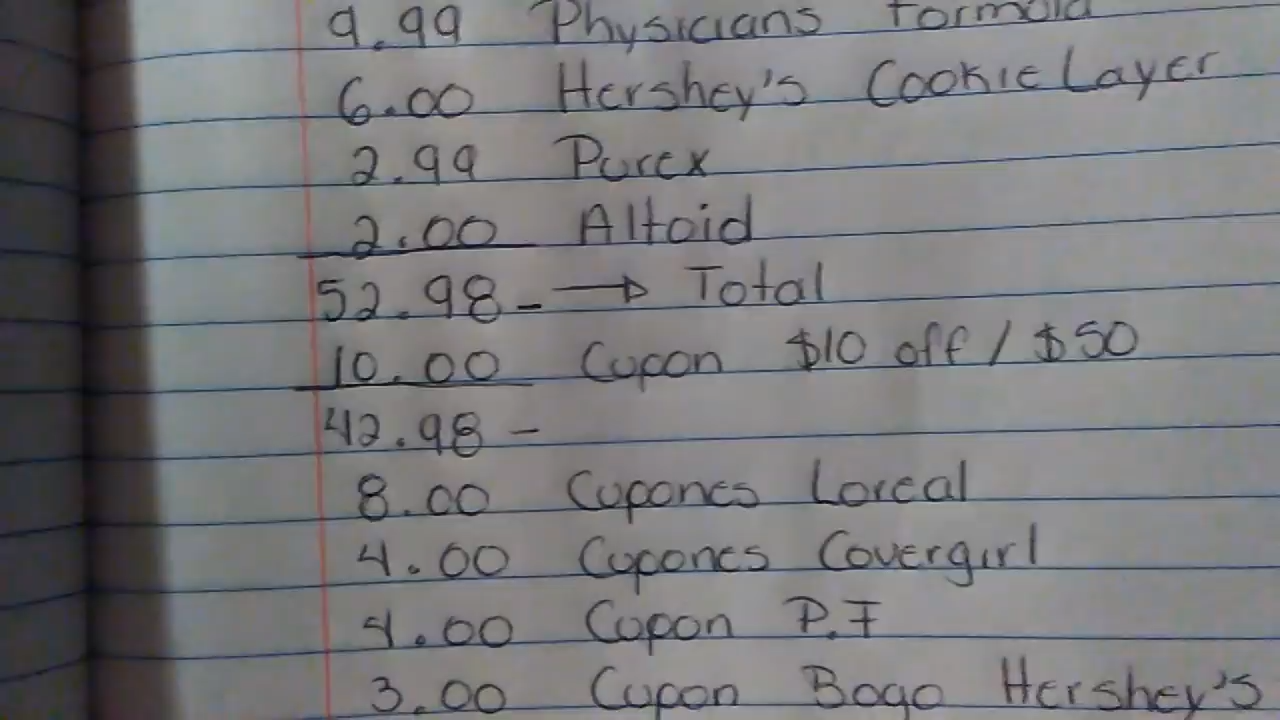 9.99 Physicians Formula
6.00 Hershey's Cookie Layer
2.99 Purex
2.00 Altoid
52.98 - → Total
10.00 Cupon $10 off / $50
42.98 -
8.00 Cupones Loreal
4.00 Cupones Covergirl
4.00 Cupon P.F
3.00 Cupon Bogo Hershey's